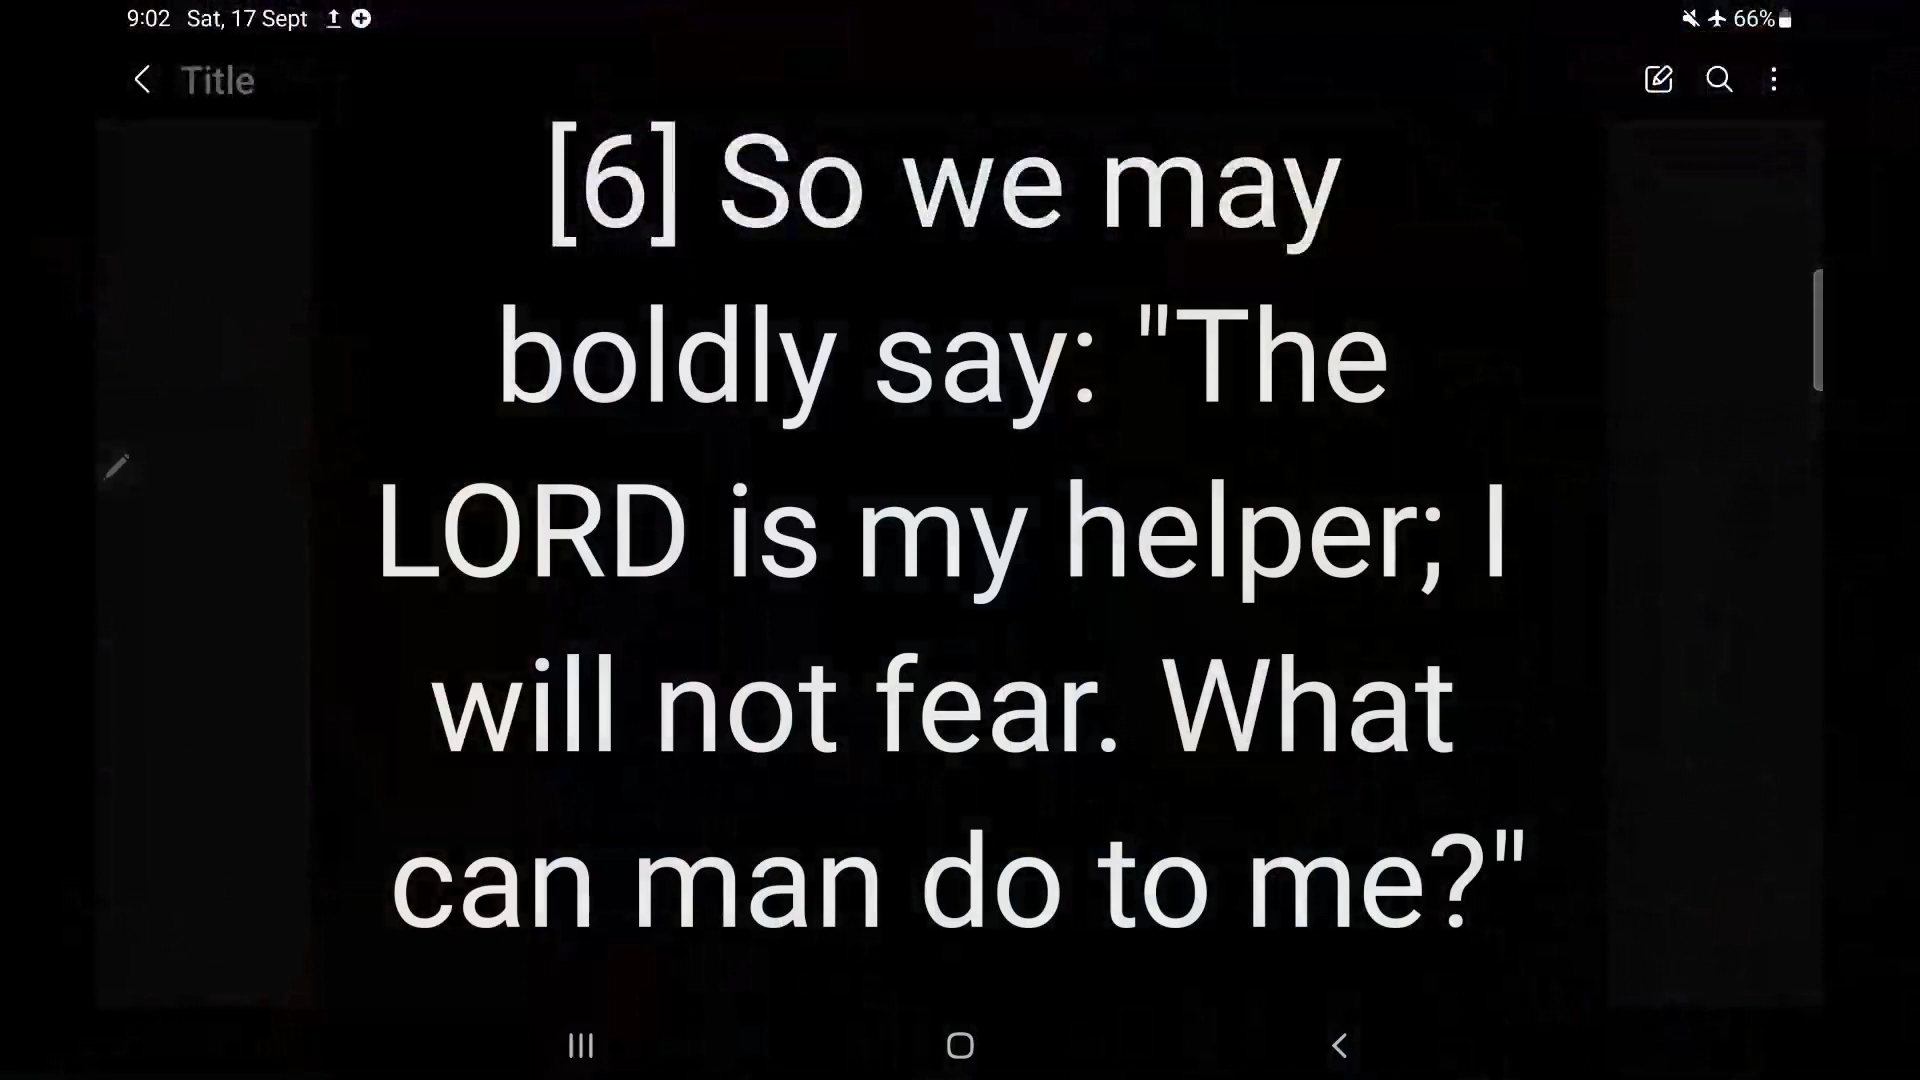 9:02 Sat, 17 Sept 66%
Title
[6] So we may
boldly say: "The
LORD is my helper; I
will not fear. What
can man do to me?"